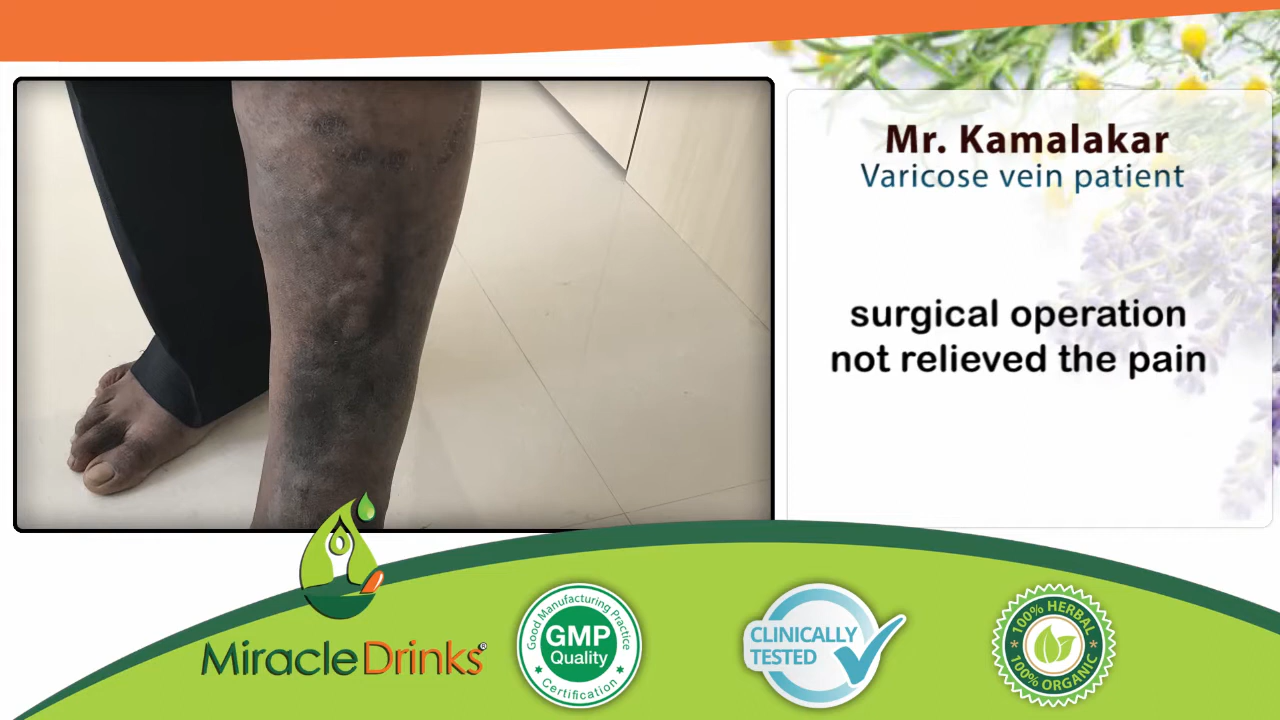 Mr. Kamalakar
Varicose vein patient
surgical operation
not relieved the pain
MiracleDrinks®
Good Manufacturing Practice
GMP
Quality
Certification
CLINICALLY
TESTED
100% HERBAL
100% ORGANIC